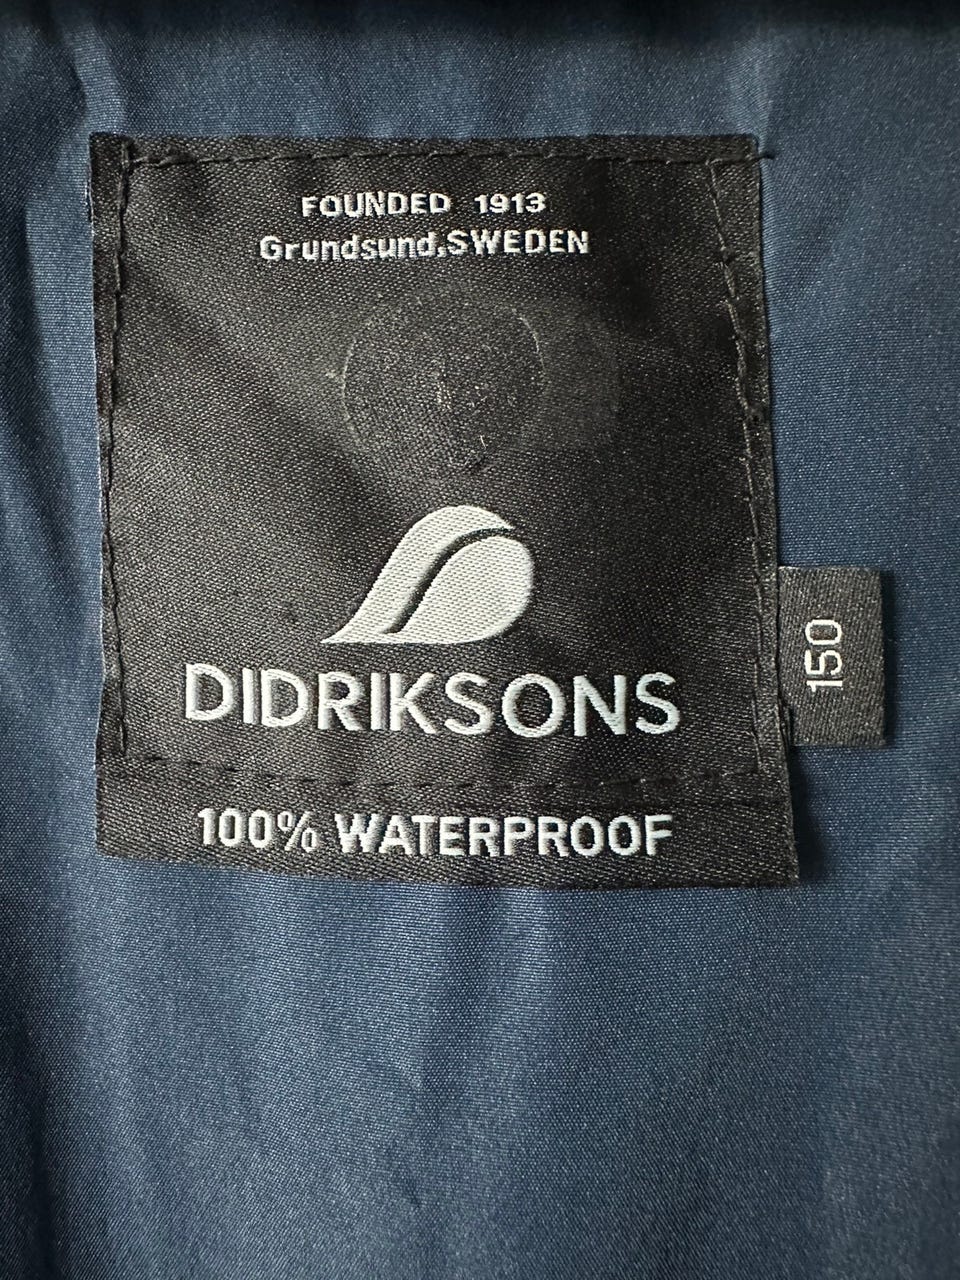 FOUNDED 1913
Grundsund,SWEDEN
DIDRIKSONS
150
100% WATERPROOF